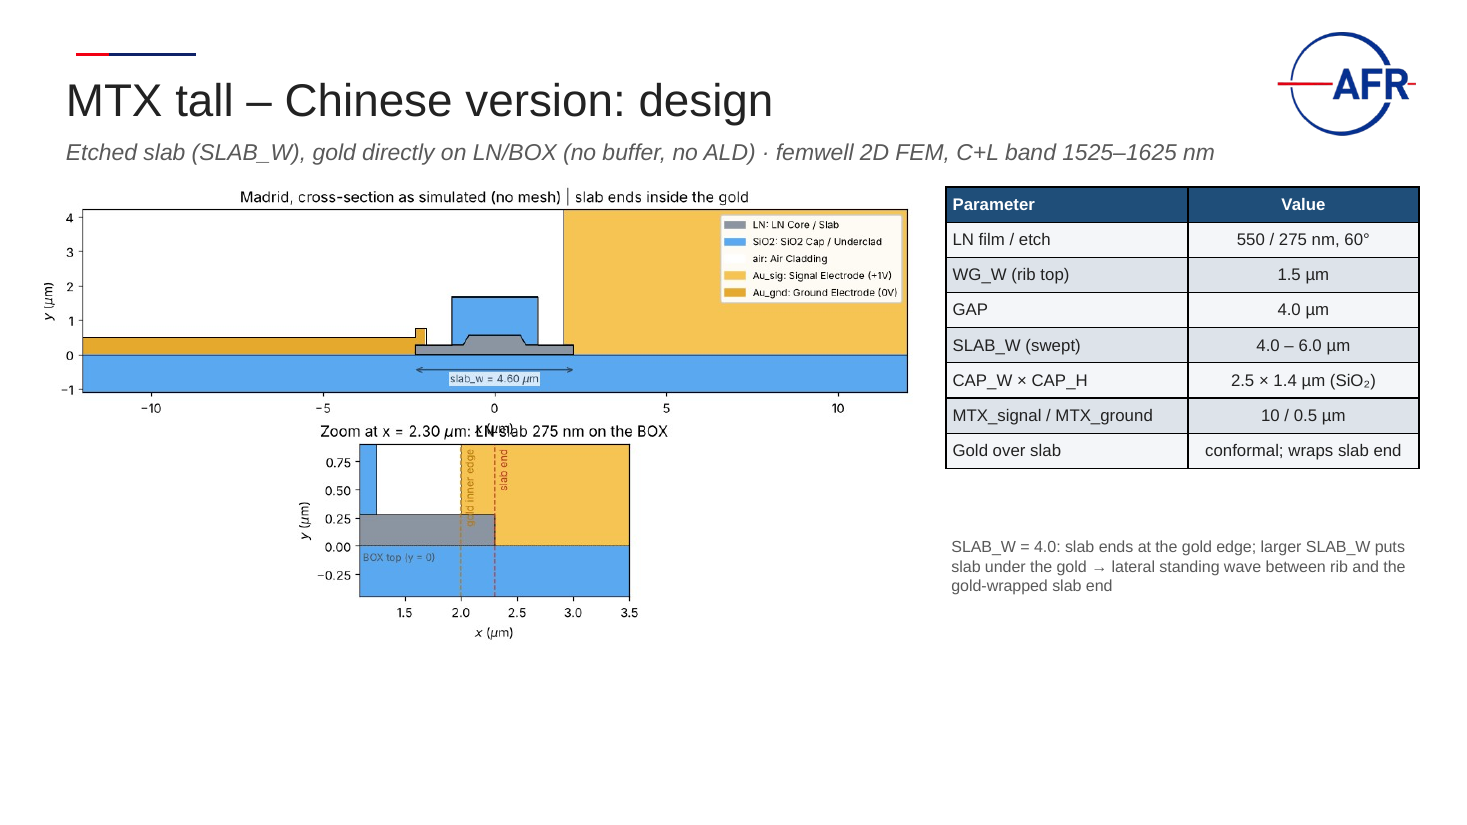 AFR
MTX tall – Chinese version: design
Etched slab (SLAB_W), gold directly on LN/BOX (no buffer, no ALD) · femwell 2D FEM, C+L band 1525–1625 nm
Madrid, cross-section as simulated (no mesh) | slab ends inside the gold
4
3
2
1
0
−1
y (μm)
LN: LN Core / Slab
SiO2: SiO2 Cap / Underclad
air: Air Cladding
Au_sig: Signal Electrode (+1V)
Au_gnd: Ground Electrode (0V)
slab_w = 4.60 μm
−10 −5 0 5 10
x (μm)
Zoom at x = 2.30 μm: LN slab 275 nm on the BOX
0.75
0.50
0.25
0.00
−0.25
y (μm)
gold inner edge
slab end
BOX top (y = 0)
1.5 2.0 2.5 3.0 3.5
x (μm)
Parameter Value
LN film / etch 550 / 275 nm, 60°
WG_W (rib top) 1.5 µm
GAP 4.0 µm
SLAB_W (swept) 4.0 – 6.0 µm
CAP_W × CAP_H 2.5 × 1.4 µm (SiO₂)
MTX_signal / MTX_ground 10 / 0.5 µm
Gold over slab conformal; wraps slab end
SLAB_W = 4.0: slab ends at the gold edge; larger SLAB_W puts
slab under the gold → lateral standing wave between rib and the
gold-wrapped slab end